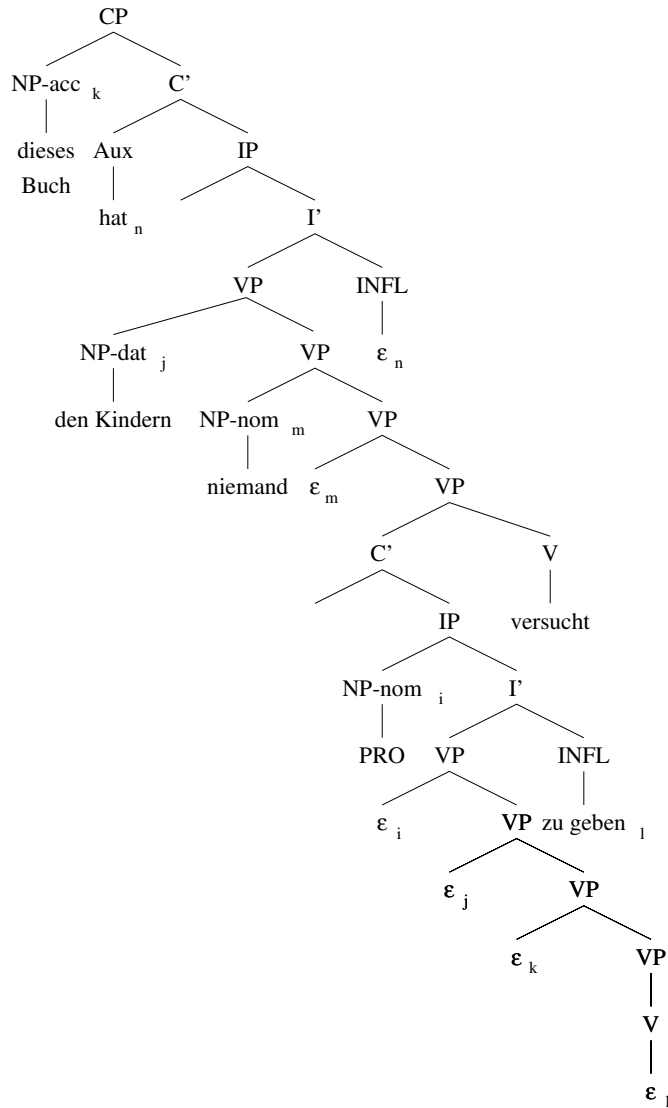 CP
NP-acc k C'
dieses Aux IP
Buch
hat n I'
VP INFL
NP-dat j VP ε n
den Kindern NP-nom m VP
niemand ε m VP
C' V
IP versucht
NP-nom i I'
PRO VP INFL
ε i VP zu geben l
ε j VP
ε k VP
V
ε l